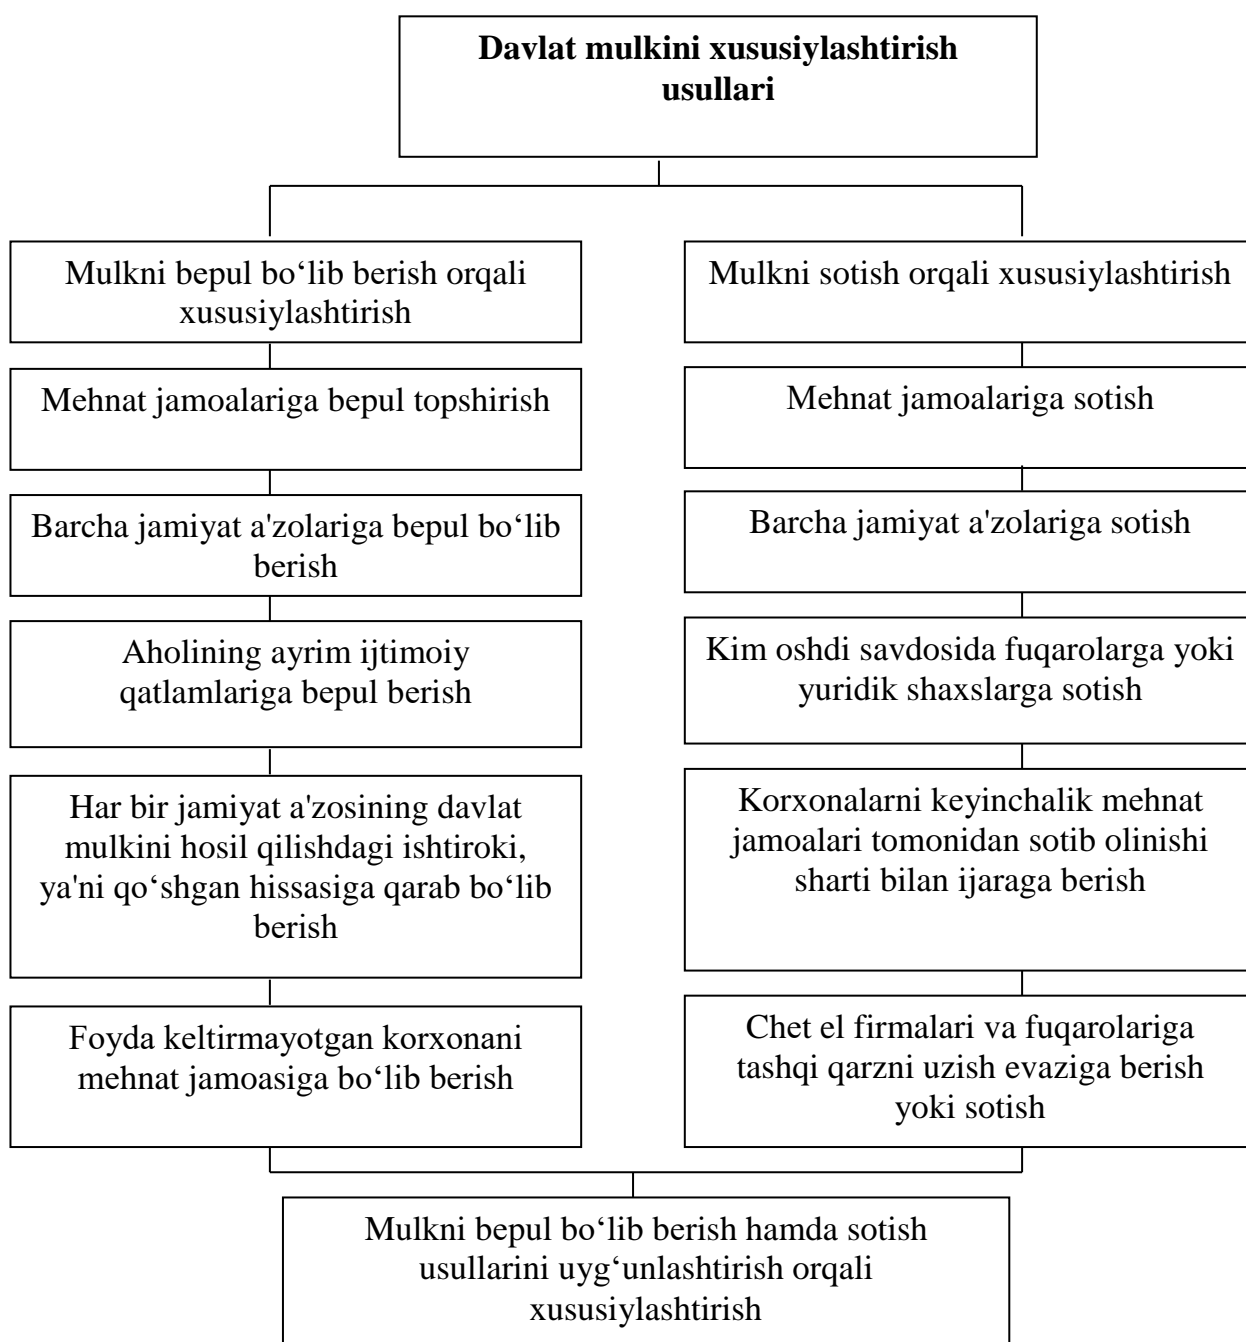 Davlat mulkini xususiylashtirish
usullari
Mulkni bepul bo‘lib berish orqali
xususiylashtirish
Mehnat jamoalariga bepul topshirish
Barcha jamiyat a'zolariga bepul bo‘lib
berish
Aholining ayrim ijtimoiy
qatlamlariga bepul berish
Har bir jamiyat a'zosining davlat
mulkini hosil qilishdagi ishtiroki,
ya'ni qo‘shgan hissasiga qarab bo‘lib
berish
Foyda keltirmayotgan korxonani
mehnat jamoasiga bo‘lib berish
Mulkni sotish orqali xususiylashtirish
Mehnat jamoalariga sotish
Barcha jamiyat a'zolariga sotish
Kim oshdi savdosida fuqarolarga yoki
yuridik shaxslarga sotish
Korxonalarni keyinchalik mehnat
jamoalari tomonidan sotib olinishi
sharti bilan ijaraga berish
Chet el firmalari va fuqarolariga
tashqi qarzni uzish evaziga berish
yoki sotish
Mulkni bepul bo‘lib berish hamda sotish
usullarini uyg‘unlashtirish orqali
xususiylashtirish